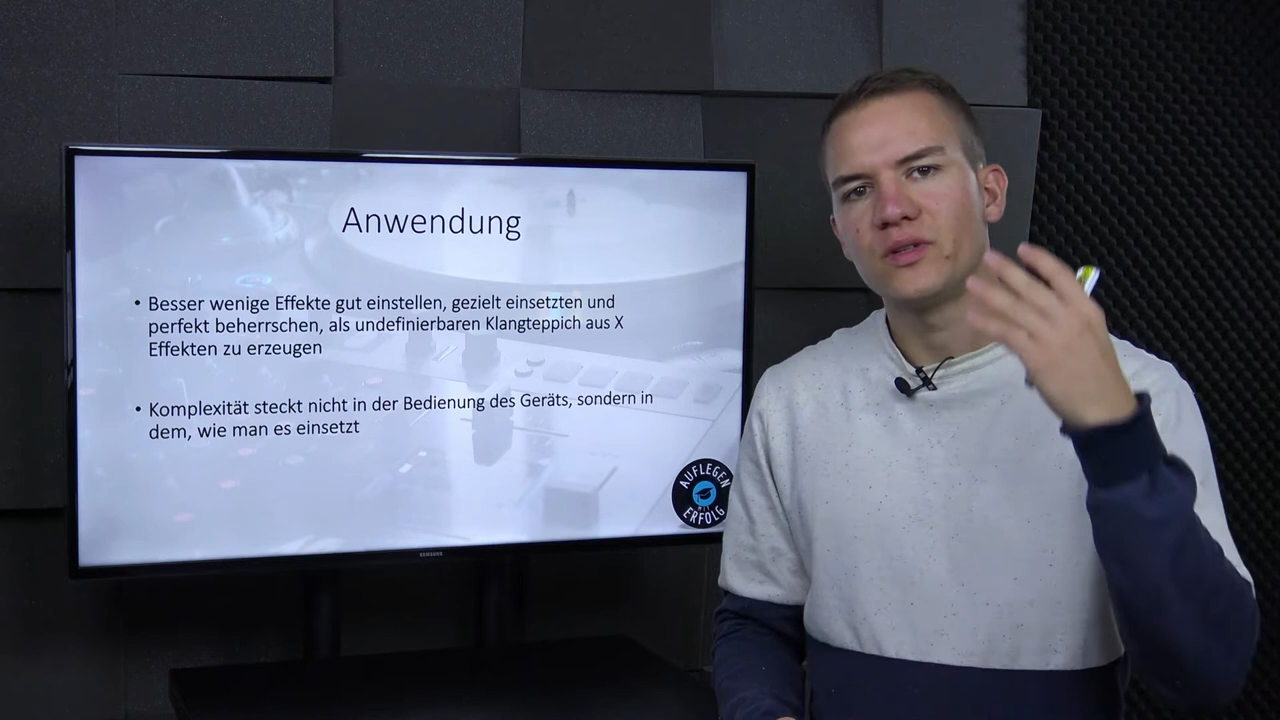 Anwendung
• Besser wenige Effekte gut einstellen, gezielt einsetzten und
perfekt beherrschen, als undefinierbaren Klangteppich aus X
Effekten zu erzeugen
• Komplexität steckt nicht in der Bedienung des Geräts, sondern in
dem, wie man es einsetzt
AUFLEGEN
MIT
ERFOLG
SAMSUNG